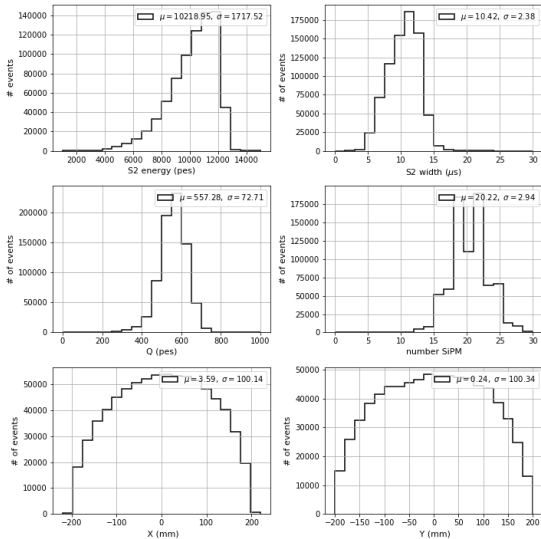 μ = 10218.95, σ = 1717.52
# of events
140000
120000
100000
80000
60000
40000
20000
0
2000 4000 6000 8000 10000 12000 14000
S2 energy (pes)
μ = 10.42, σ = 2.38
# of events
175000
150000
125000
100000
75000
50000
25000
0
0 5 10 15 20 25 30
S2 width (μs)
μ = 557.28, σ = 72.71
# of events
200000
150000
100000
50000
0
0 200 400 600 800 1000
Q (pes)
μ = 20.22, σ = 2.94
# of events
175000
150000
125000
100000
75000
50000
25000
0
0 5 10 15 20 25 30
number SiPM
μ = 3.59, σ = 100.14
# of events
50000
40000
30000
20000
10000
0
−200 −100 0 100 200
X (mm)
μ = 0.24, σ = 100.34
# of events
50000
40000
30000
20000
10000
0
−200 −150 −100 −50 0 50 100 150 200
Y (mm)